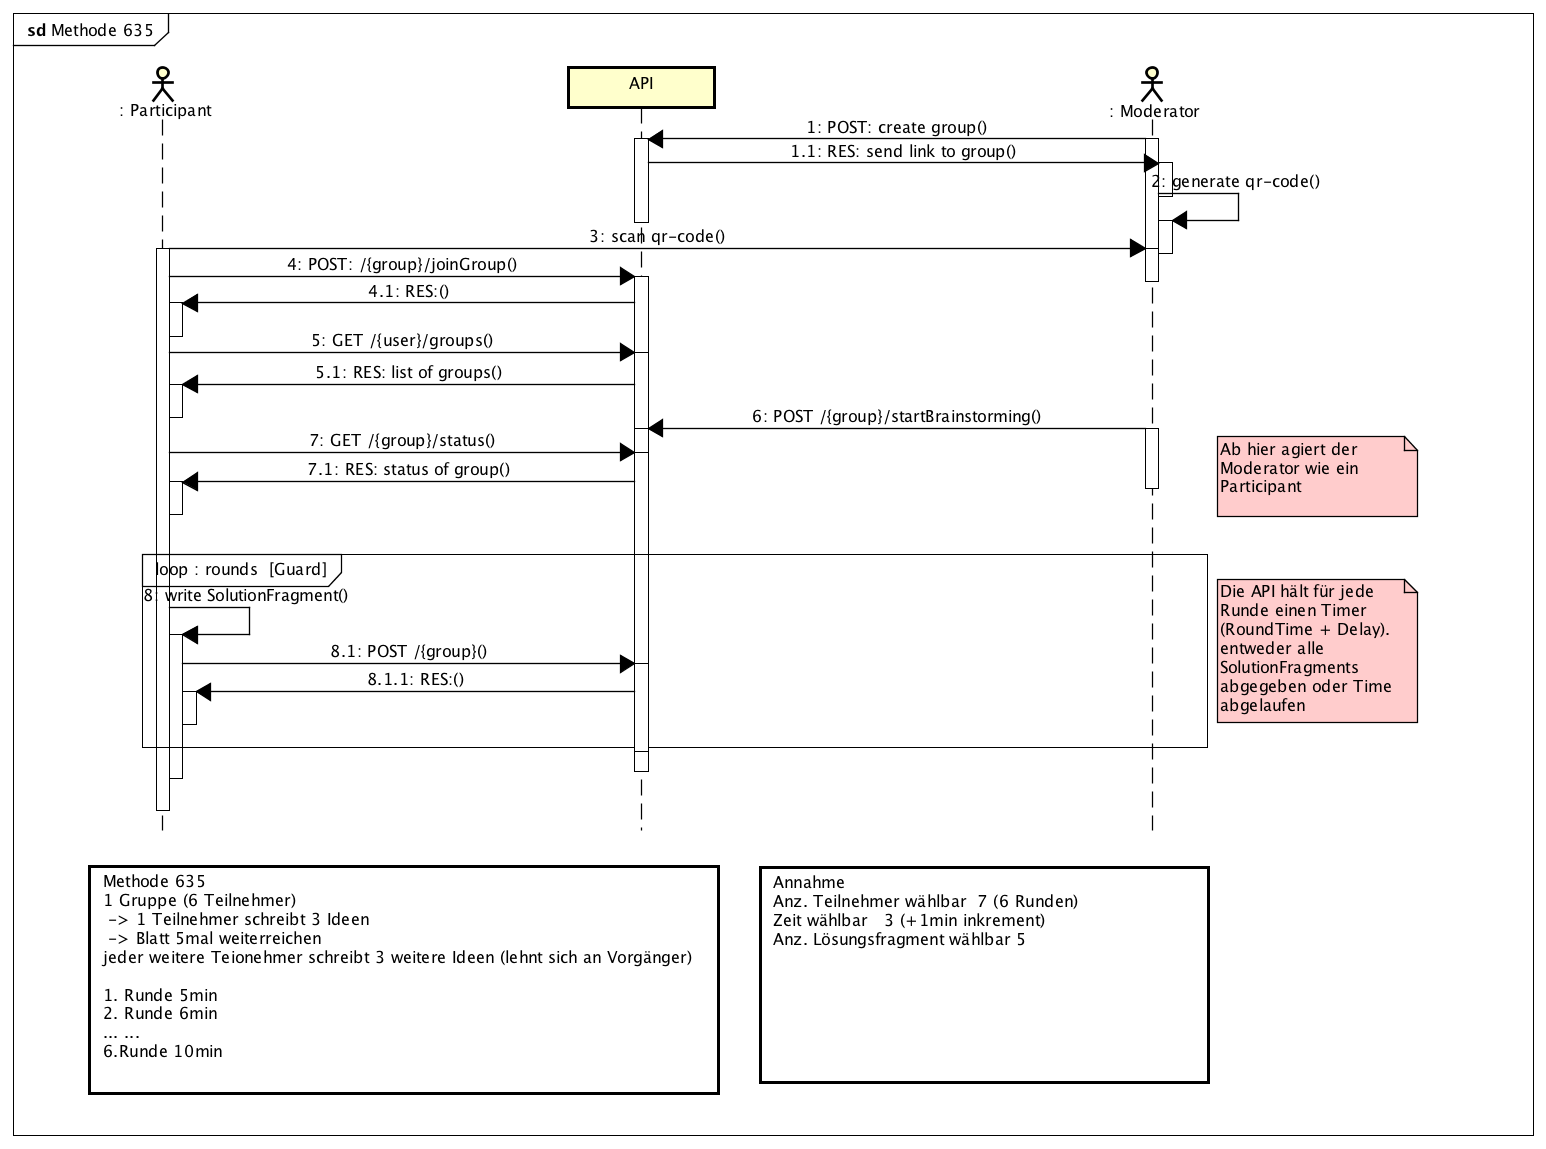 sd Methode 635
: Participant
API
: Moderator
1: POST: create group()
1.1: RES: send link to group()
2: generate qr-code()
3: scan qr-code()
4: POST: /{group}/joinGroup()
4.1: RES:()
5: GET /{user}/groups()
5.1: RES: list of groups()
6: POST /{group}/startBrainstorming()
7: GET /{group}/status()
7.1: RES: status of group()
Ab hier agiert der
Moderator wie ein
Participant
loop : rounds [Guard]
8: write SolutionFragment()
8.1: POST /{group}()
8.1.1: RES:()
Die API hält für jede
Runde einen Timer
(RoundTime + Delay).
entweder alle
SolutionFragments
abgegeben oder Time
abgelaufen
Methode 635
1 Gruppe (6 Teilnehmer)
-> 1 Teilnehmer schreibt 3 Ideen
-> Blatt 5mal weiterreichen
jeder weitere Teionehmer schreibt 3 weitere Ideen (lehnt sich an Vorgänger)
1. Runde 5min
2. Runde 6min
... ...
6.Runde 10min
Annahme
Anz. Teilnehmer wählbar 7 (6 Runden)
Zeit wählbar 3 (+1min inkrement)
Anz. Lösungsfragment wählbar 5